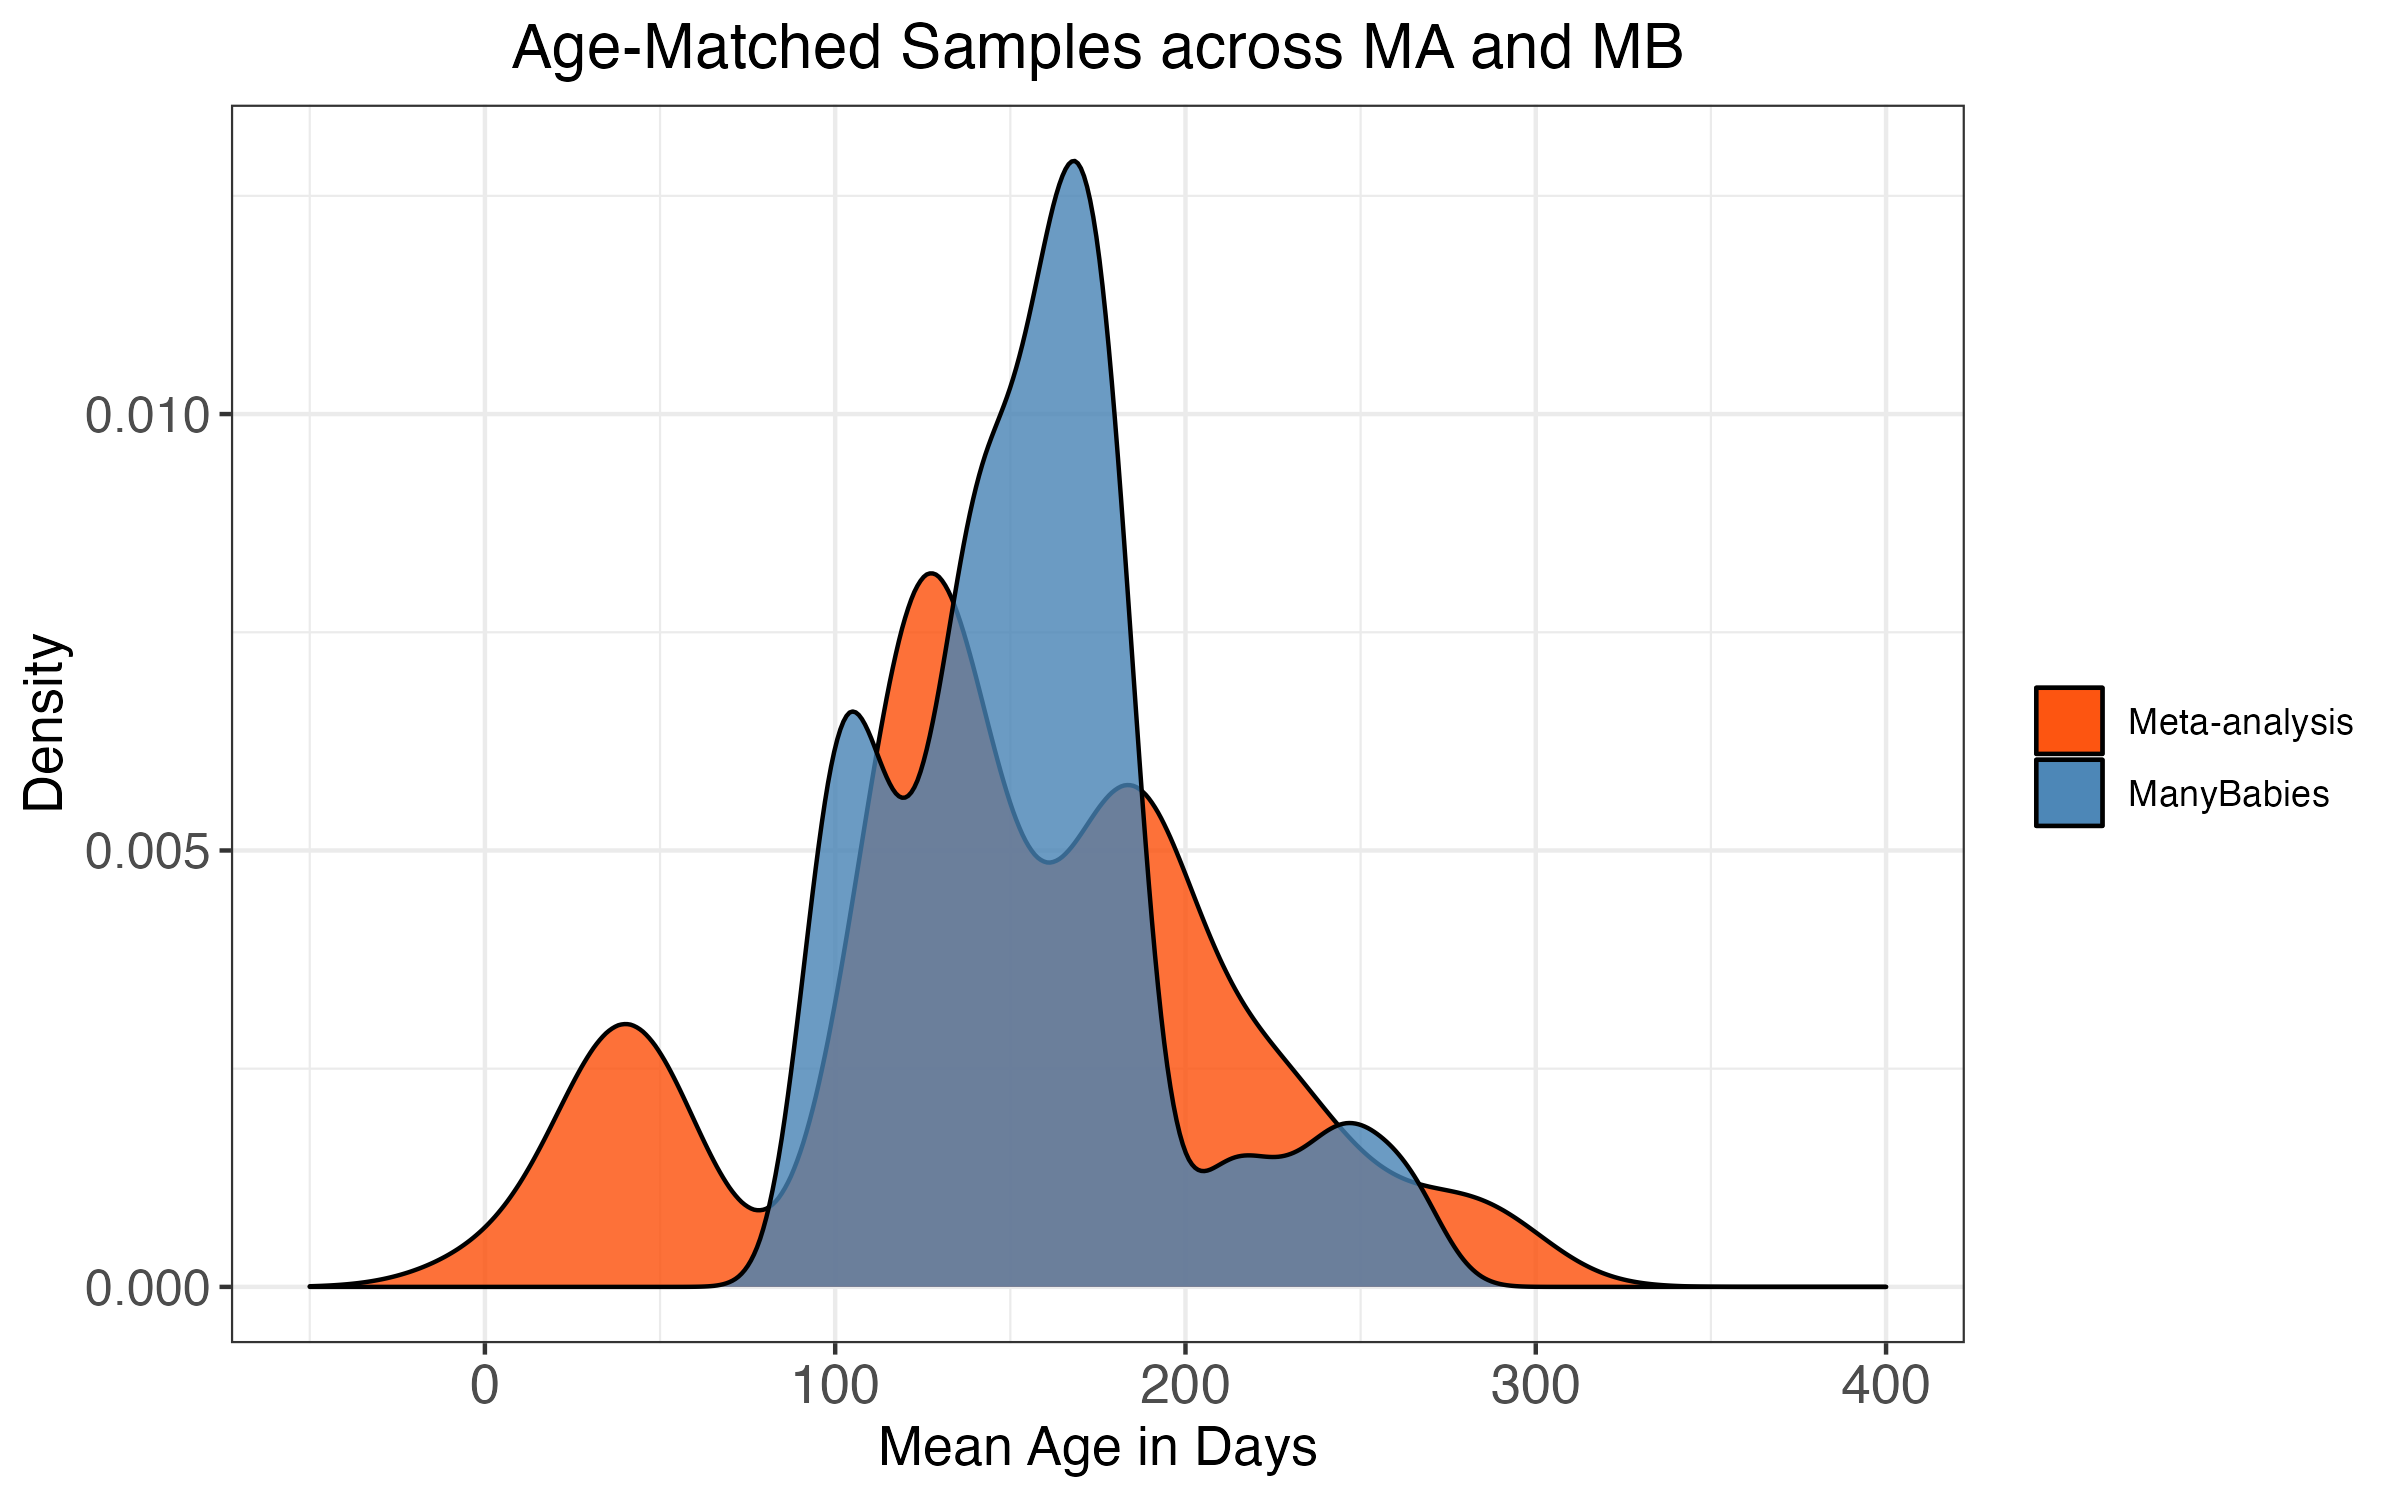 Age-Matched Samples across MA and MB
Density
0.010
0.005
0.000
0 100 200 300 400
Mean Age in Days
Meta-analysis
ManyBabies